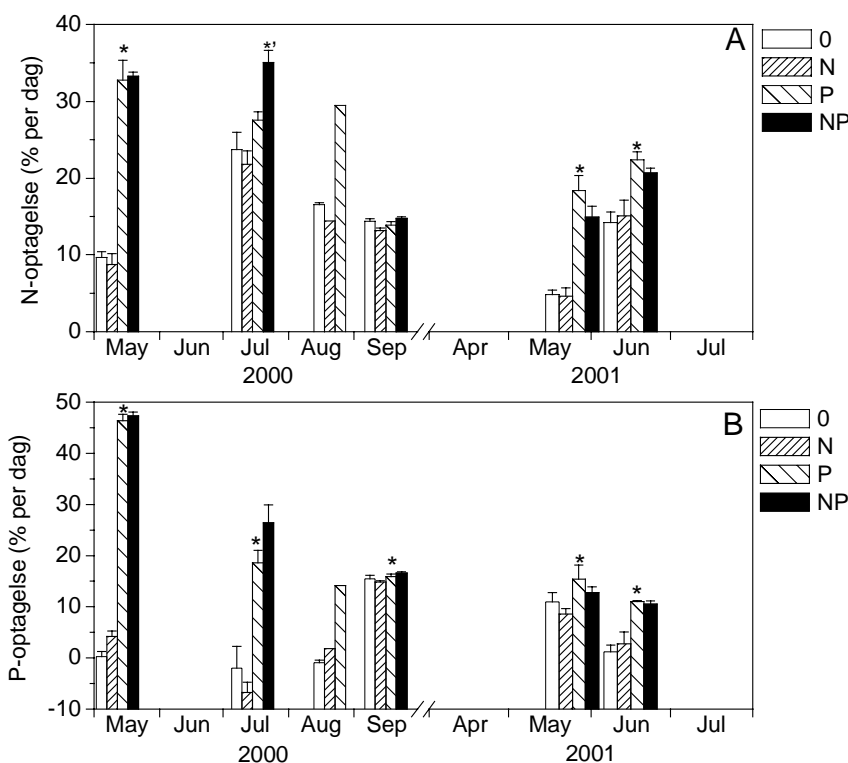 A
40
30
20
10
0
N-optagelse (% per dag)
* *’ * *
May Jun Jul Aug Sep Apr May Jun Jul
2000 2001
0
N
P
NP
B
50
40
30
20
10
0
-10
P-optagelse (% per dag)
* * * * *
May Jun Jul Aug Sep Apr May Jun Jul
2000 2001
0
N
P
NP